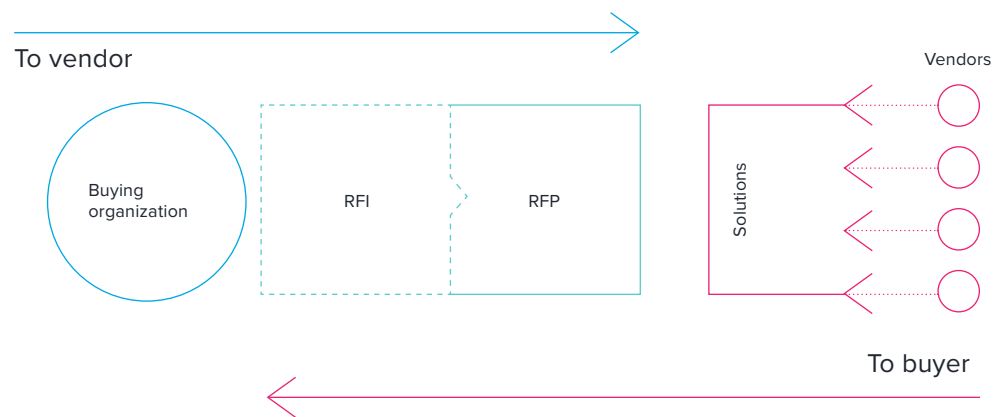 To vendor
Vendors
Buying
organization
RFI
RFP
Solutions
To buyer